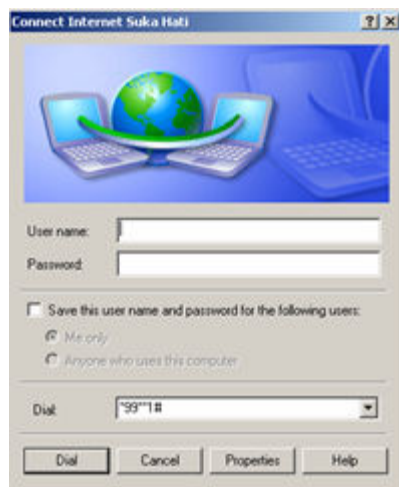 Connect Internet Suka Hati
User name:
Password:
Save this user name and password for the following users:
Me only
Anyone who uses this computer
Dial:
*99**1#
Dial Cancel Properties Help